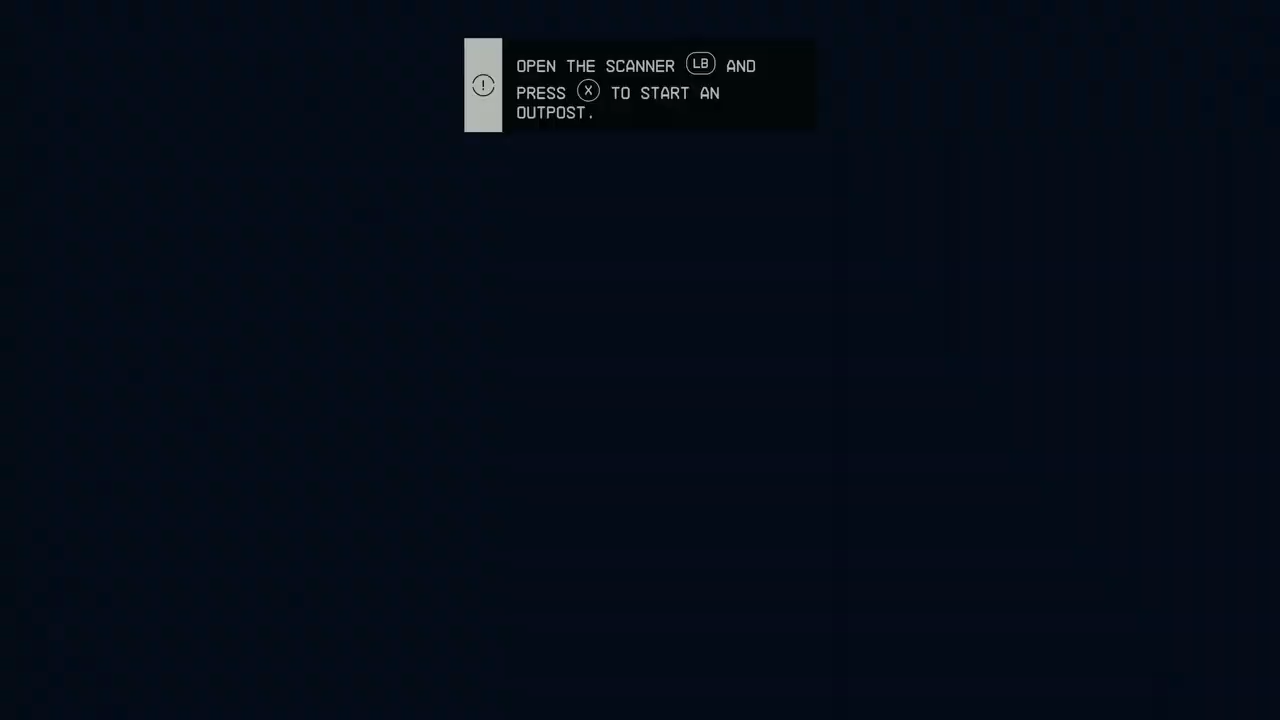 OPEN THE SCANNER LB AND
PRESS X TO START AN
OUTPOST.